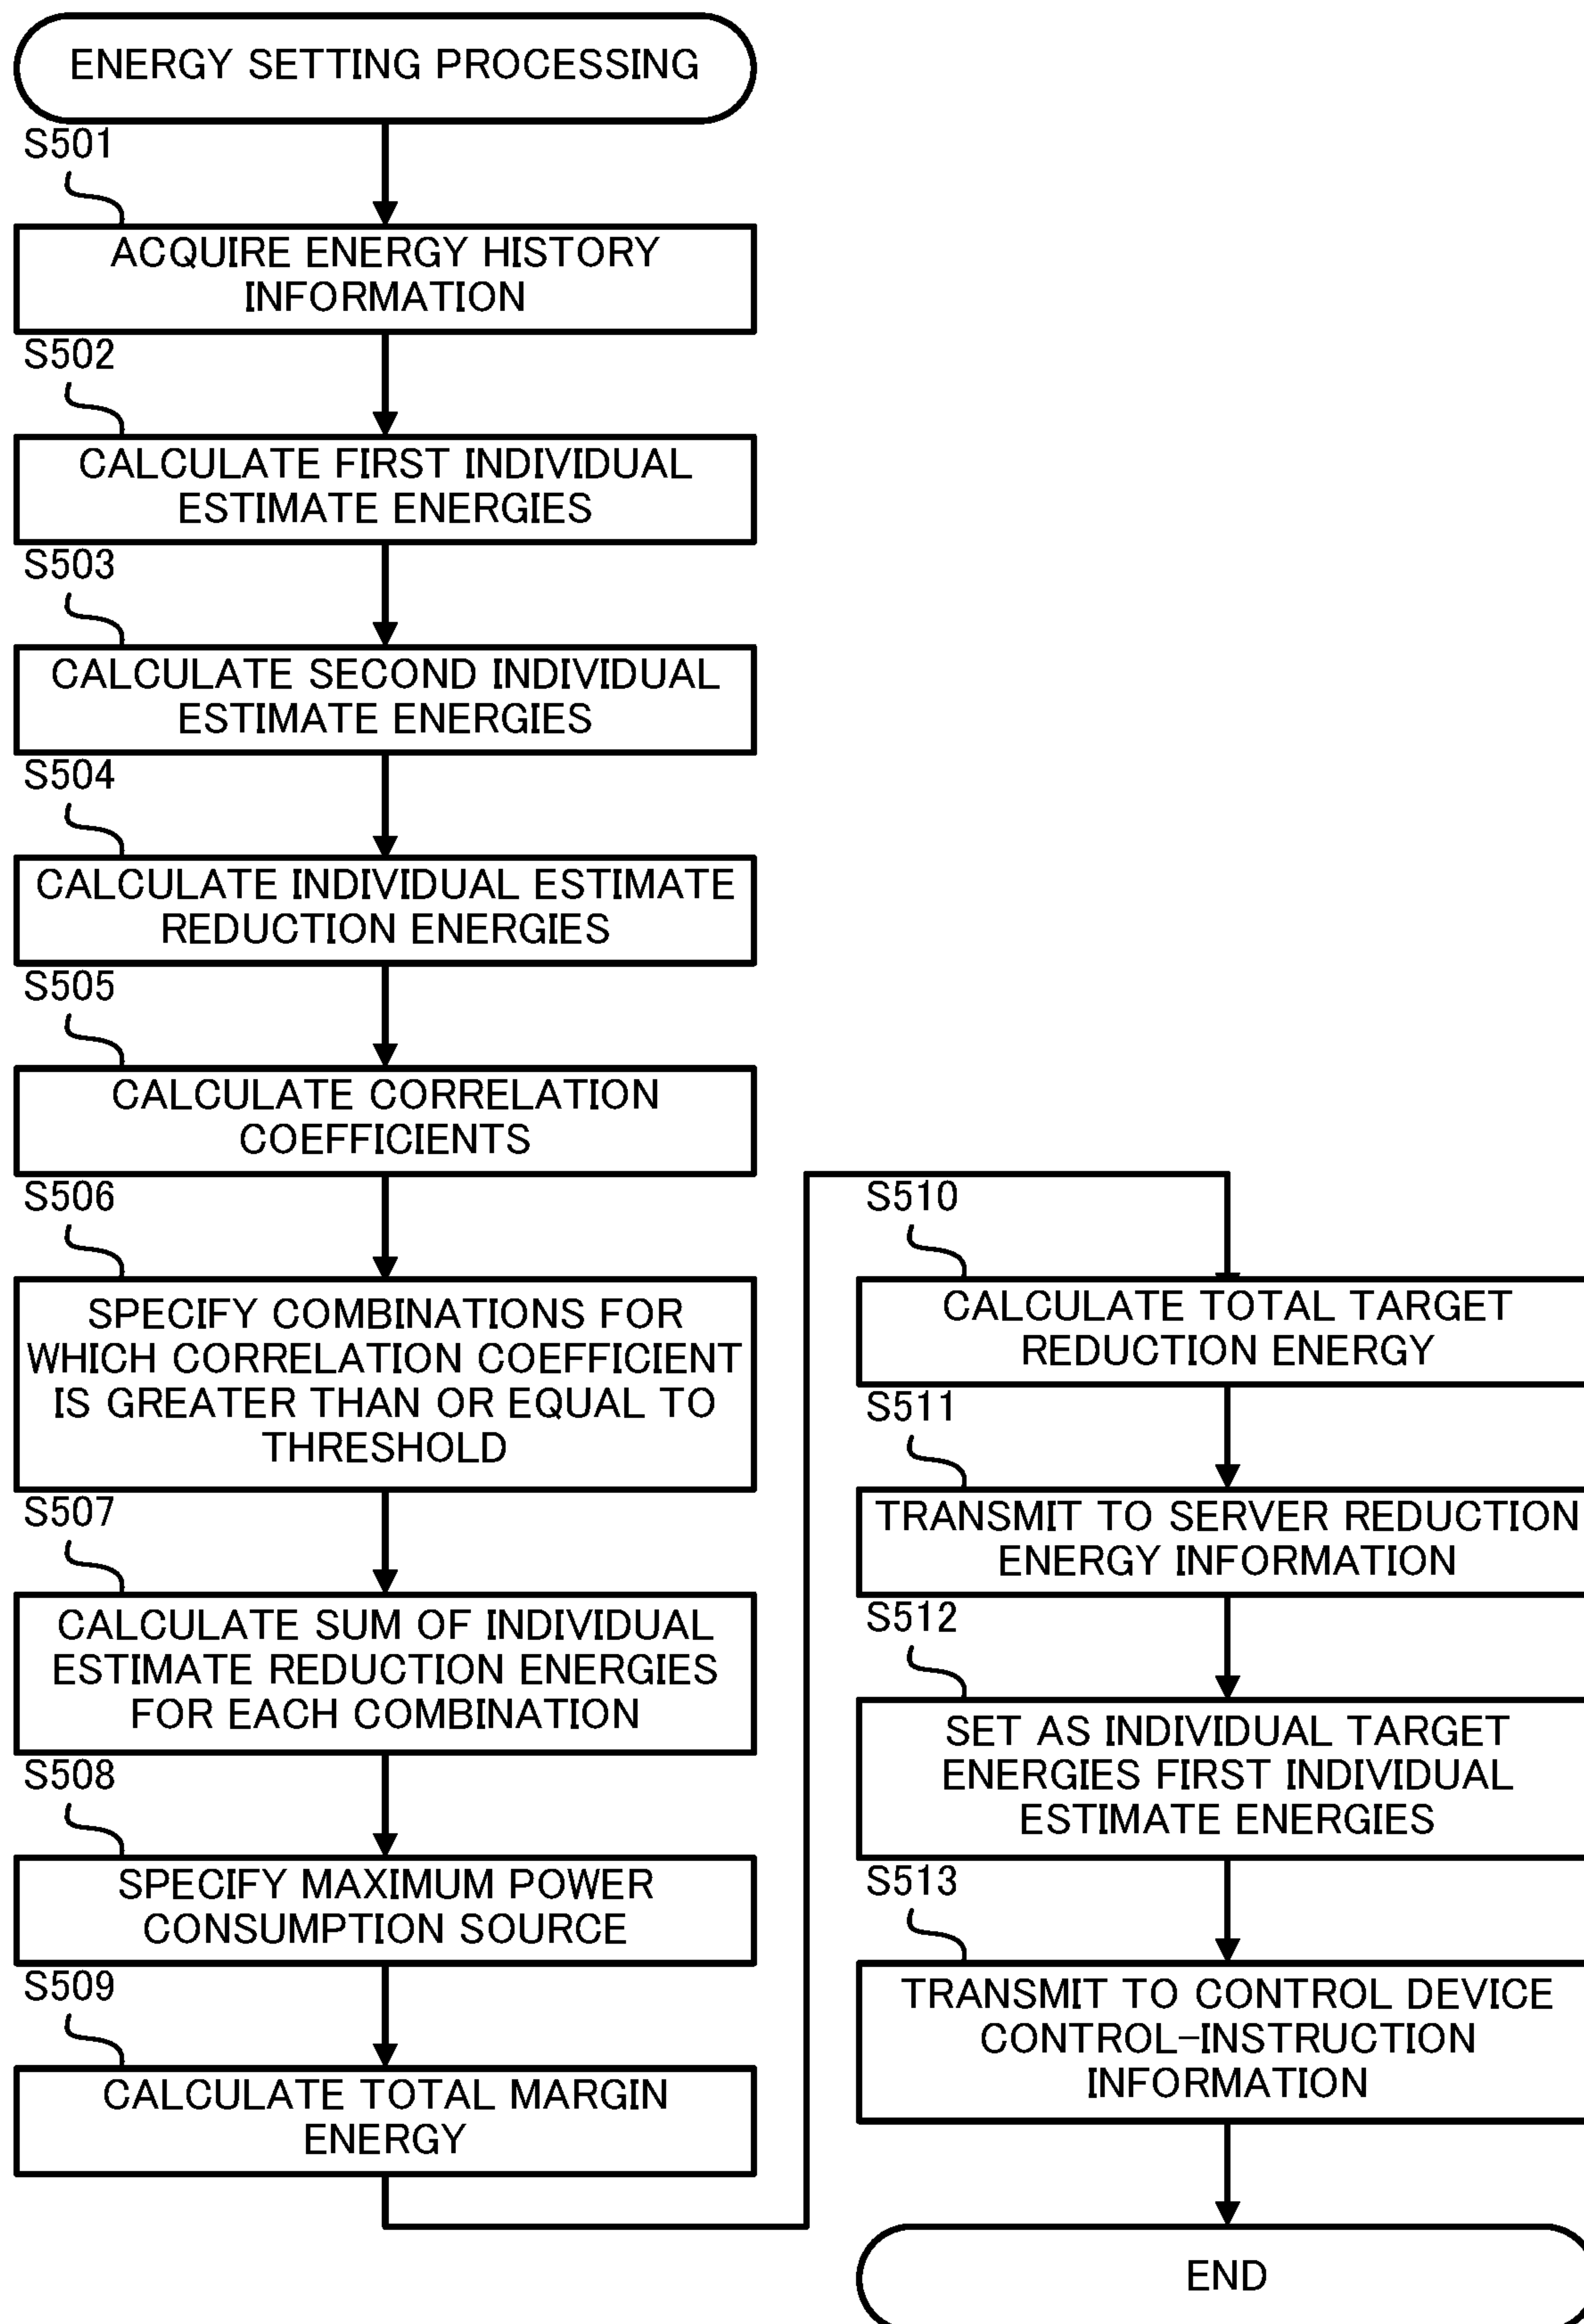 ENERGY SETTING PROCESSING
S501
ACQUIRE ENERGY HISTORY
INFORMATION
S502
CALCULATE FIRST INDIVIDUAL
ESTIMATE ENERGIES
S503
CALCULATE SECOND INDIVIDUAL
ESTIMATE ENERGIES
S504
CALCULATE INDIVIDUAL ESTIMATE
REDUCTION ENERGIES
S505
CALCULATE CORRELATION
COEFFICIENTS
S506
SPECIFY COMBINATIONS FOR
WHICH CORRELATION COEFFICIENT
IS GREATER THAN OR EQUAL TO
THRESHOLD
S507
CALCULATE SUM OF INDIVIDUAL
ESTIMATE REDUCTION ENERGIES
FOR EACH COMBINATION
S508
SPECIFY MAXIMUM POWER
CONSUMPTION SOURCE
S509
CALCULATE TOTAL MARGIN
ENERGY
S510
CALCULATE TOTAL TARGET
REDUCTION ENERGY
S511
TRANSMIT TO SERVER REDUCTION
ENERGY INFORMATION
S512
SET AS INDIVIDUAL TARGET
ENERGIES FIRST INDIVIDUAL
ESTIMATE ENERGIES
S513
TRANSMIT TO CONTROL DEVICE
CONTROL-INSTRUCTION
INFORMATION
END